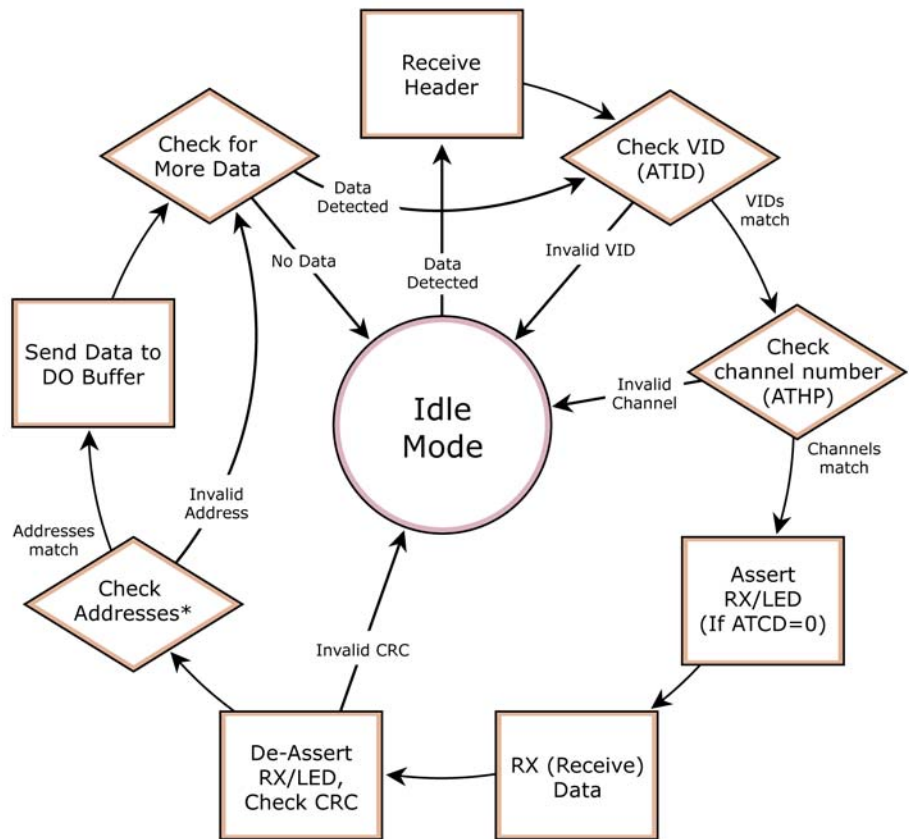 Receive
Header
Check for
More Data
Check VID
(ATID)
Data
Detected
VIDs
match
No Data
Invalid VID
Data
Detected
Send Data to
DO Buffer
Check
channel number
(ATHP)
Invalid
Channel
Idle
Mode
Channels
match
Invalid
Address
Addresses
match
Check
Addresses*
Assert
RX/LED
(If ATCD=0)
Invalid CRC
De-Assert
RX/LED,
Check CRC
RX (Receive)
Data